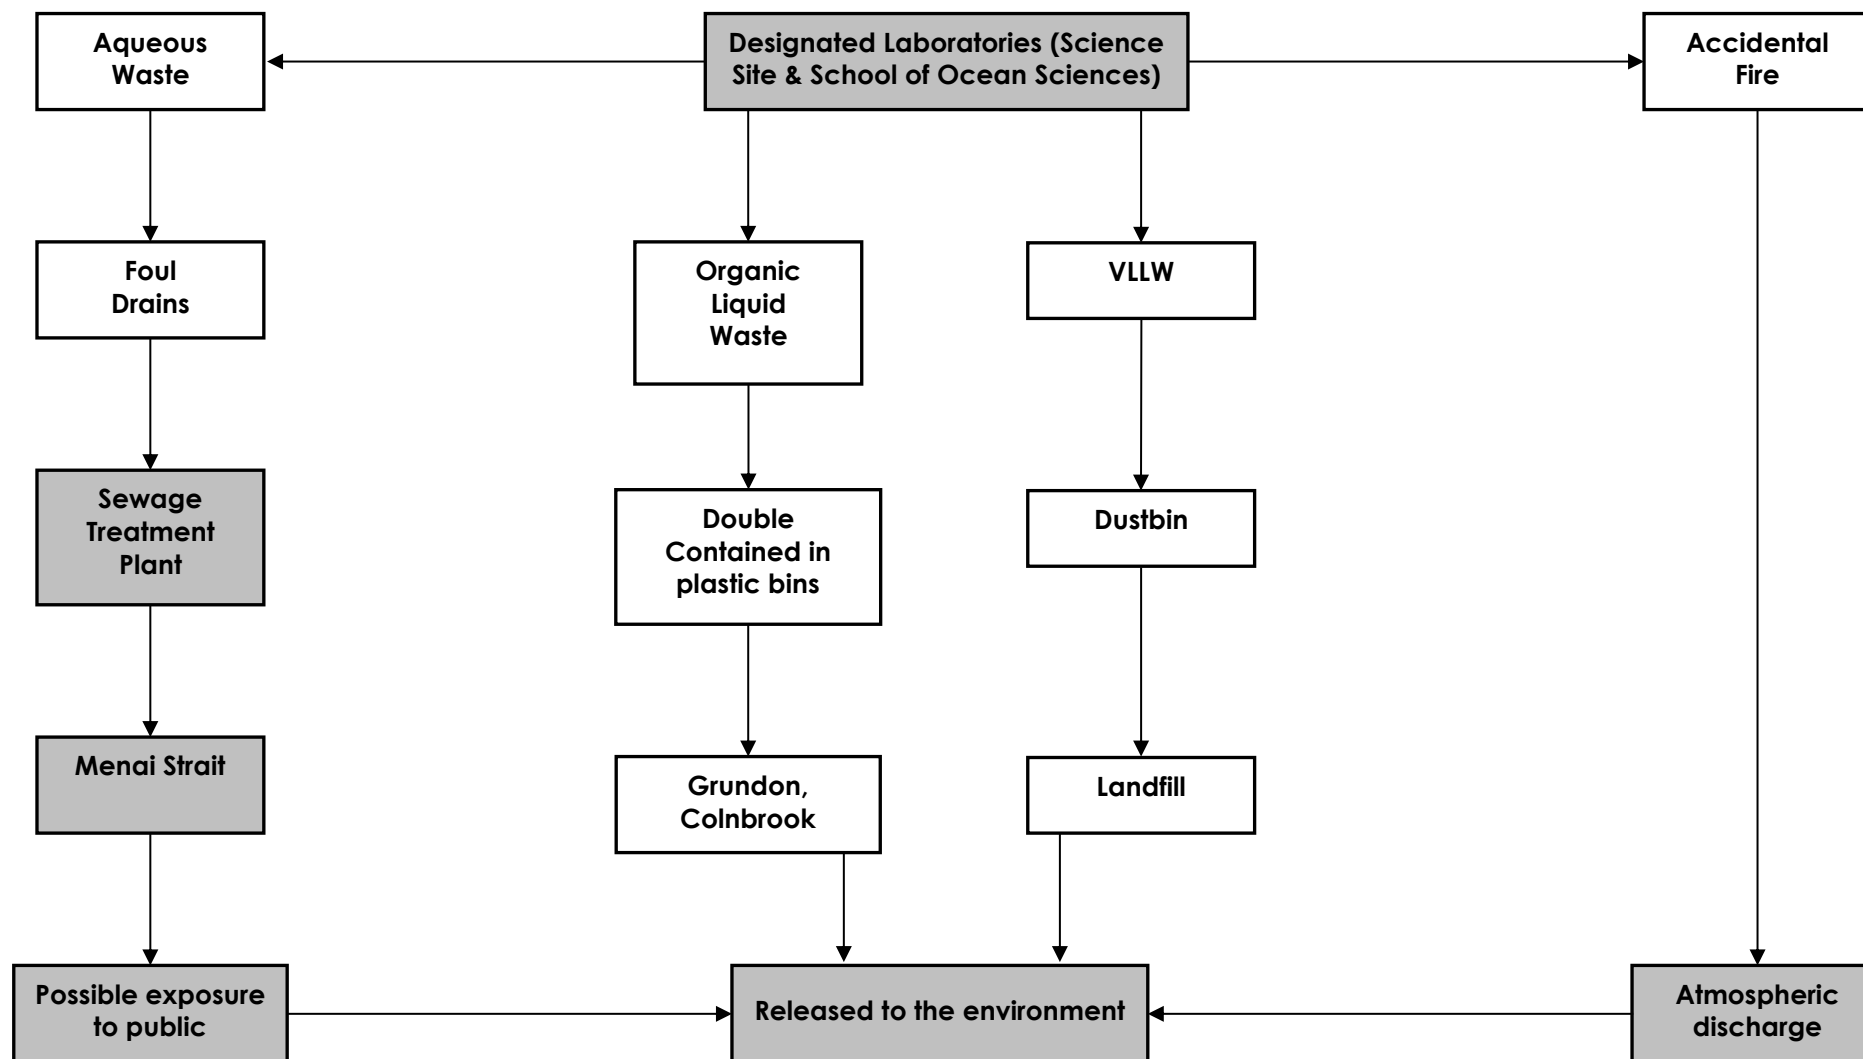 Aqueous
Waste
Designated Laboratories (Science
Site & School of Ocean Sciences)
Accidental
Fire
Foul
Drains
Organic
Liquid
Waste
VLLW
Sewage
Treatment
Plant
Double
Contained in
plastic bins
Dustbin
Menai Strait
Grundon,
Colnbrook
Landfill
Possible exposure
to public
Released to the environment
Atmospheric
discharge